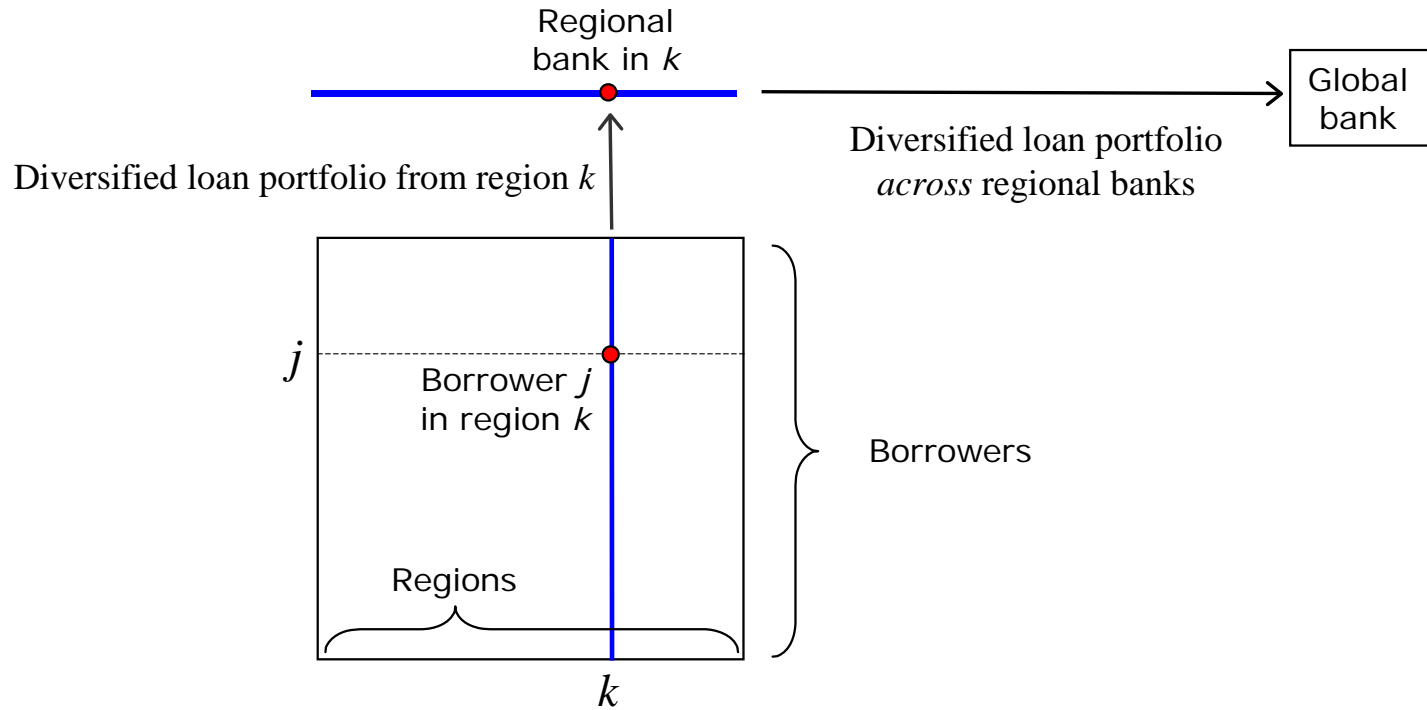 Regional
bank in k
Global
bank
Diversified loan portfolio
across regional banks
Diversified loan portfolio from region k
j
Borrower j
in region k
Borrowers
Regions
k